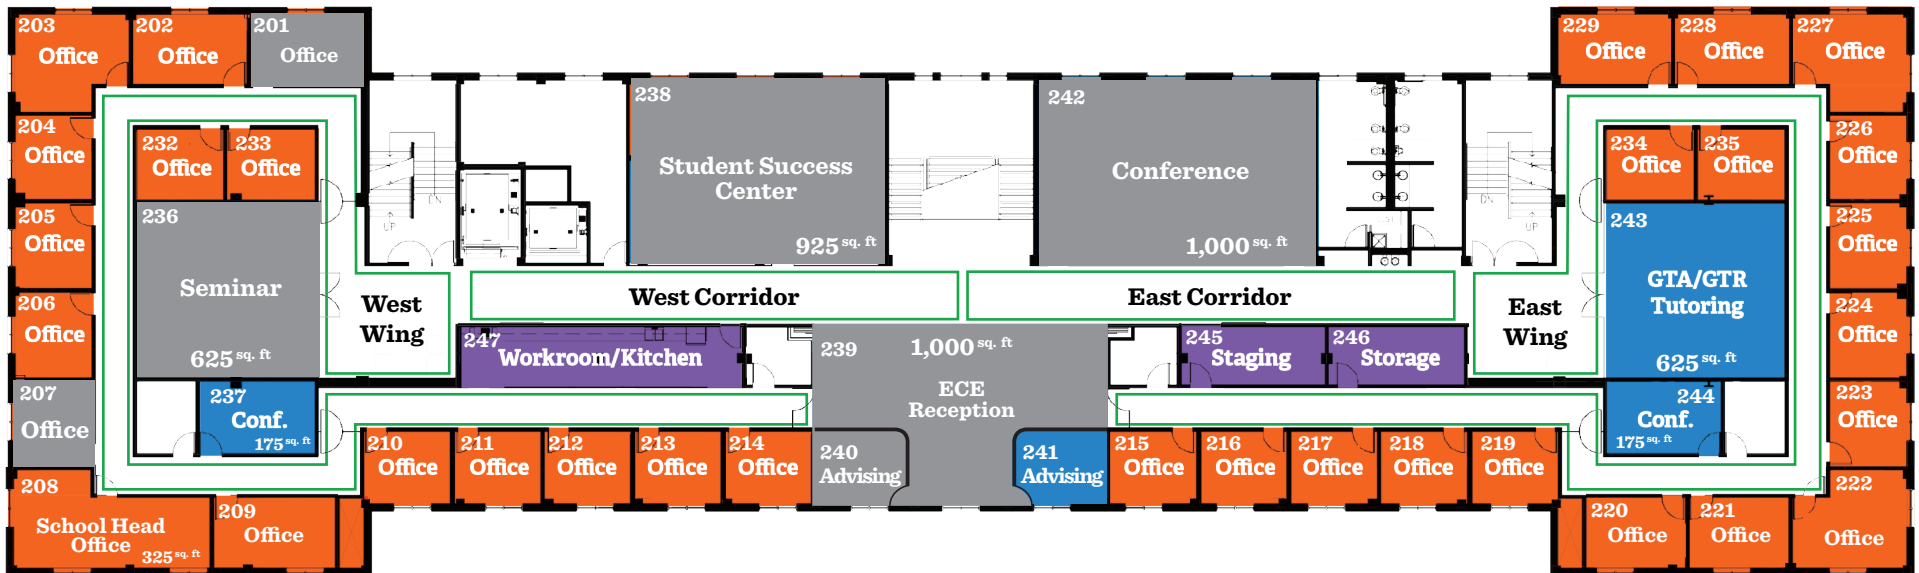 203
Office
202
Office
201
Office
229
Office
228
Office
227
Office
204
Office
232
Office
233
Office
238
Student Success
Center
925 sq. ft
242
Conference
1,000 sq. ft
234
Office
235
Office
226
Office
205
Office
236
Seminar
625 sq. ft
UP
DN
DN
UP
243
GTA/GTR
Tutoring
625 sq. ft
225
Office
206
Office
West
Wing
West Corridor
East Corridor
East
Wing
224
Office
247
Workroom/Kitchen
239
1,000 sq. ft
ECE
Reception
245
Staging
246
Storage
207
Office
237
Conf.
175 sq. ft
244
Conf.
175 sq. ft
223
Office
210
Office
211
Office
212
Office
213
Office
214
Office
240
Advising
241
Advising
215
Office
216
Office
217
Office
218
Office
219
Office
208
School Head
Office
325 sq. ft
209
Office
220
Office
221
Office
222
Office